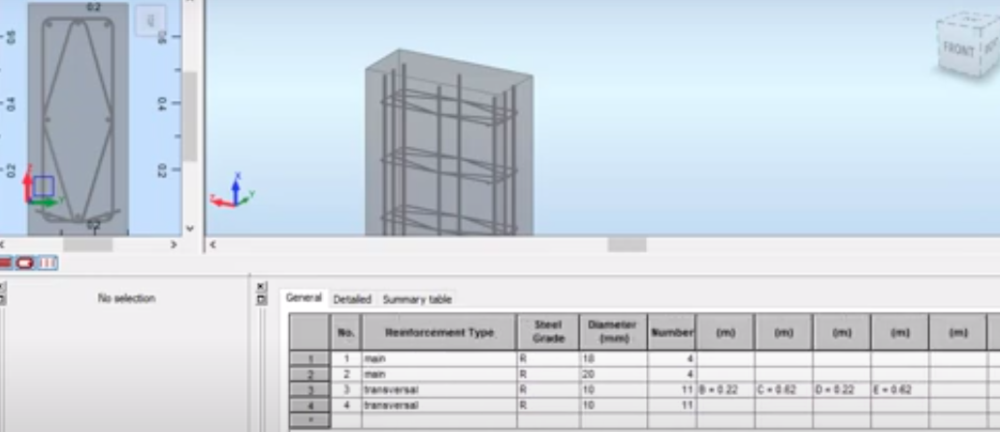 0.2
0.6
0.6
0.4
0.4
0.2
0.2
0.2
FRONT
X
Y
No selection
General Detailed Summary table
No. Reinforcement Type Steel Grade Diameter (mm) Number (m) (m) (m) (m) (m)
1 1 main R 18 4
2 2 main R 20 4
3 3 transversal R 10 11 B = 0.22 C = 0.62 D = 0.22 E = 0.62
4 4 transversal R 10 11
*